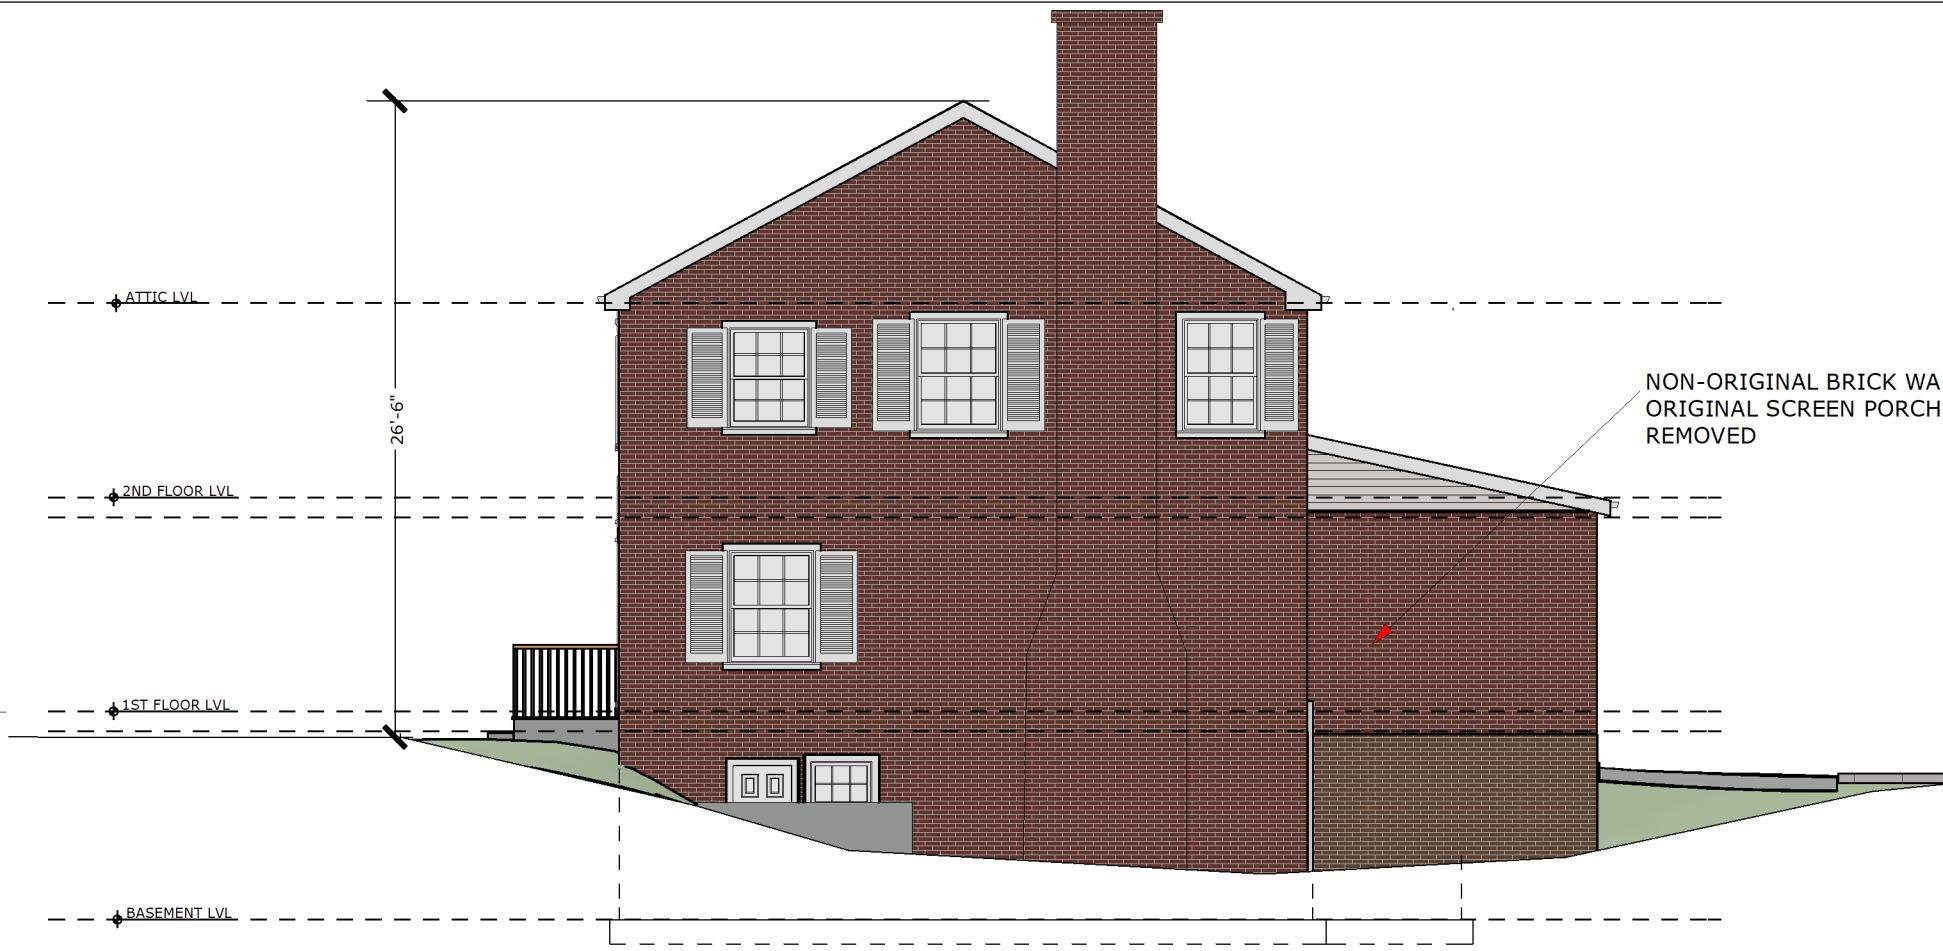 ATTIC LVL
26'-6"
NON-ORIGINAL BRICK WA
ORIGINAL SCREEN PORCH
REMOVED
2ND FLOOR LVL
1ST FLOOR LVL
BASEMENT LVL